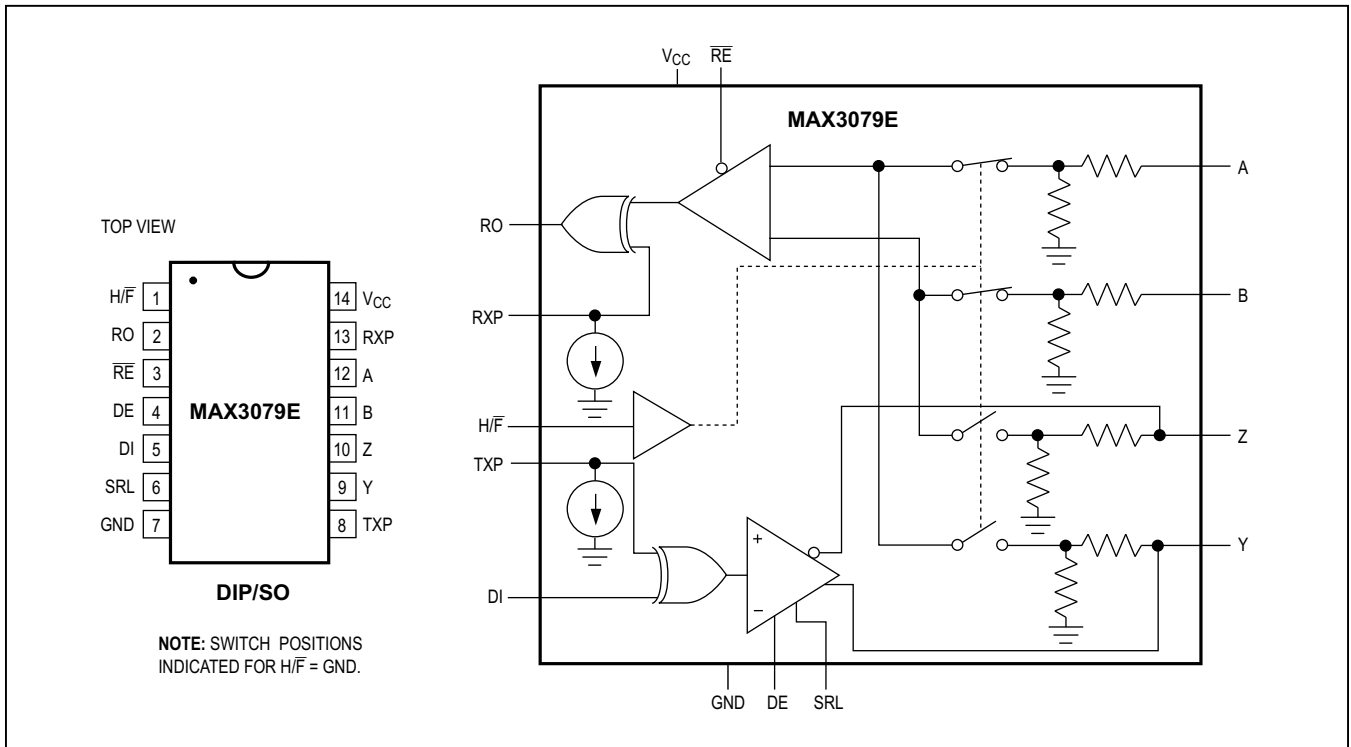 TOP VIEW
H/F̅ 1
RO 2
R̅E̅ 3
DE 4
DI 5
SRL 6
GND 7
MAX3079E
14 VCC
13 RXP
12 A
11 B
10 Z
9 Y
8 TXP
DIP/SO
NOTE: SWITCH POSITIONS
INDICATED FOR H/F̅ = GND.
VCC R̅E̅
MAX3079E
A
RO
B
RXP
H/F̅
Z
TXP
+
Y
DI
−
GND DE SRL